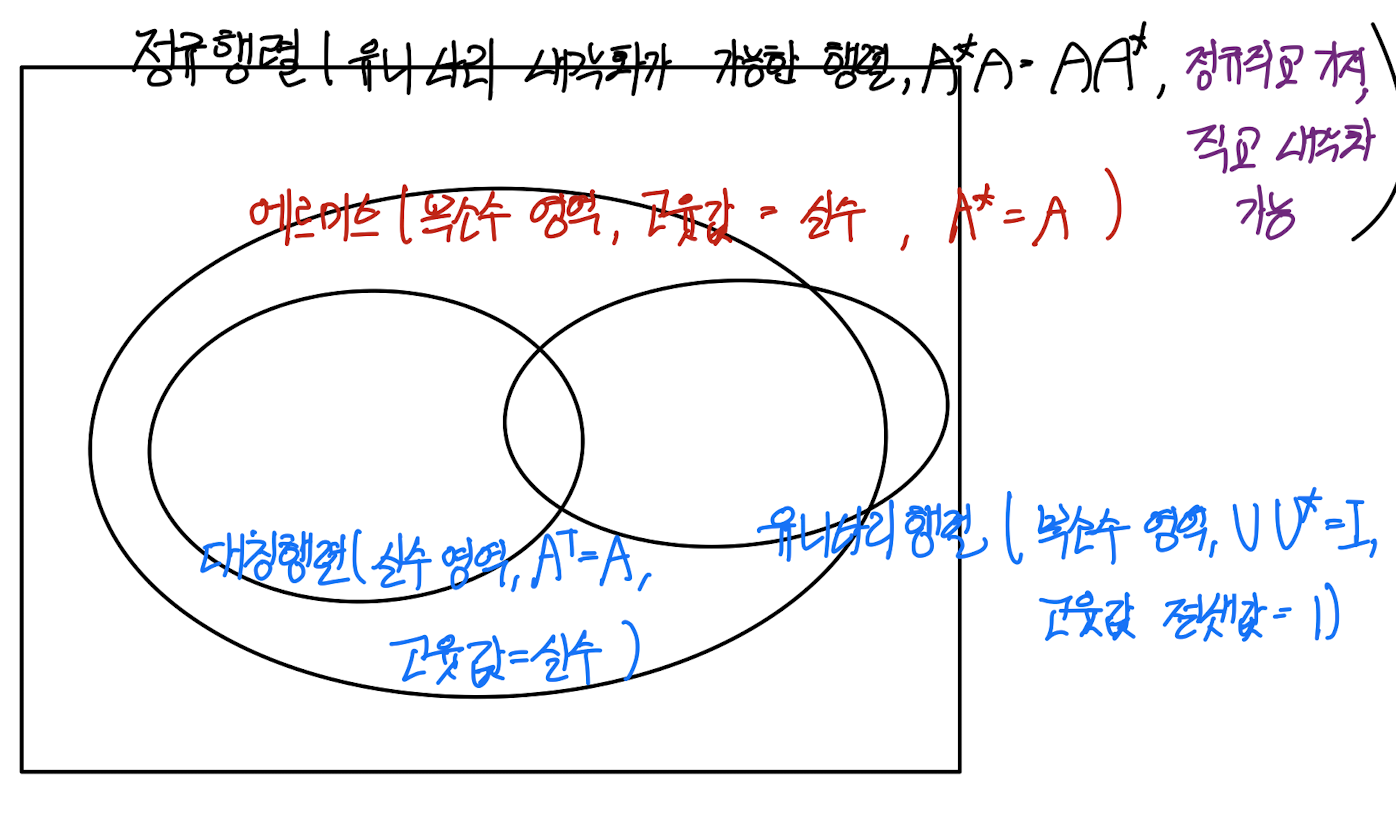 정규행렬(유니타리 대각화가 가능한 행렬, A*A = AA*, 정규직교 기저,
직교 대각화
가능)
에르미트(복소수 영역, 고윳값 = 실수, A* = A)
대칭행렬(실수 영역, Aᵀ=A,
고윳값=실수)
유니타리행렬(복소수 영역, UU*=I,
고윳값 절댓값=1)